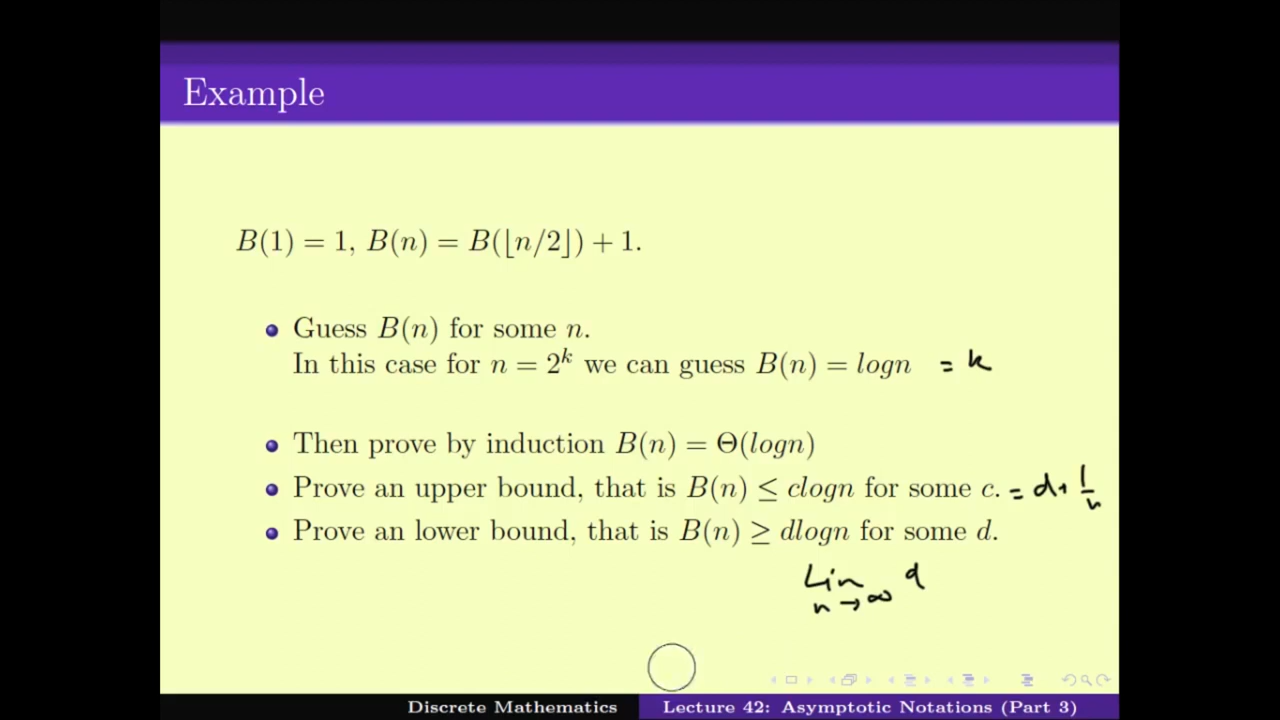 Example
B(1) = 1, B(n) = B(⌊n/2⌋) + 1.
Guess B(n) for some n.
In this case for n = 2^k we can guess B(n) = logn = k
Then prove by induction B(n) = Θ(logn)
Prove an upper bound, that is B(n) ≤ clogn for some c. = d + 1/n
Prove an lower bound, that is B(n) ≥ dlogn for some d.
Lim n→∞ d
Discrete Mathematics Lecture 42: Asymptotic Notations (Part 3)